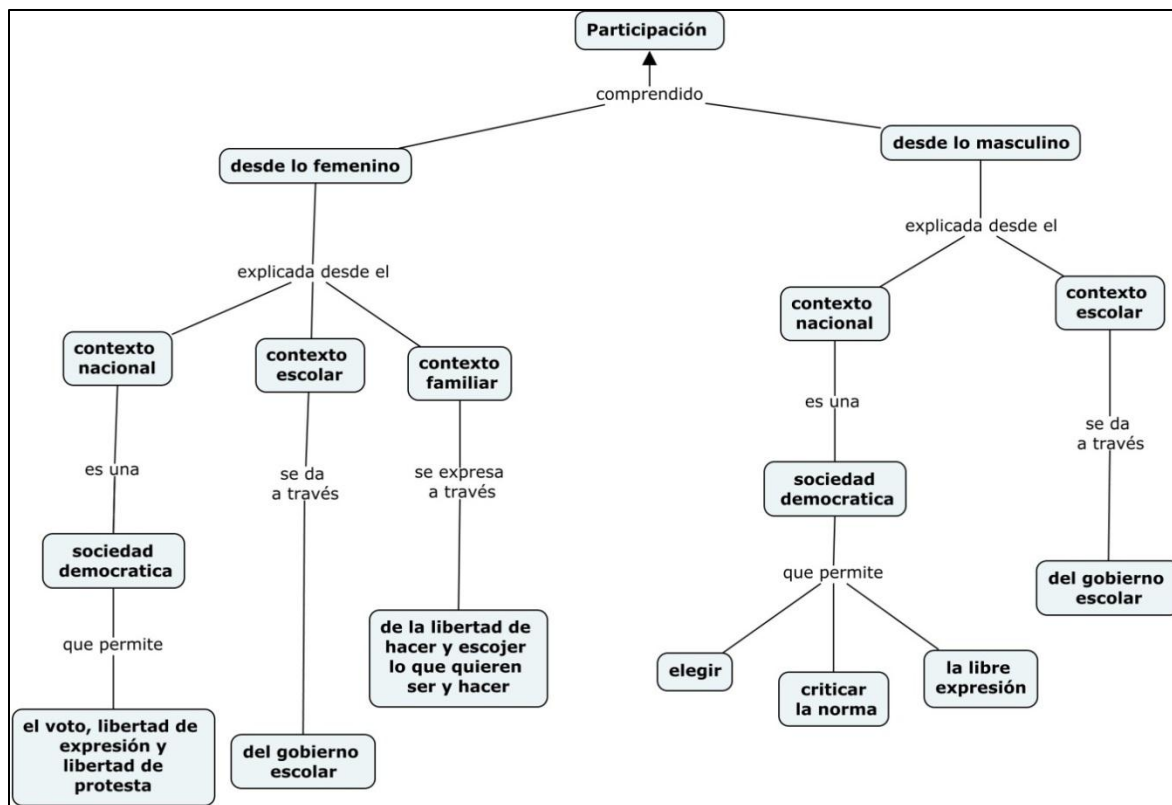 Participación
comprendido
desde lo femenino
desde lo masculino
explicada desde el
explicada desde el
contexto
nacional
contexto
escolar
contexto
familiar
contexto
nacional
contexto
escolar
es una
se da
a través
se expresa
a través
es una
se da
a través
sociedad
democratica
sociedad
democratica
que permite
que permite
el voto, libertad de
expresión y
libertad de
protesta
del gobierno
escolar
de la libertad de
hacer y escojer
lo que quieren
ser y hacer
elegir
criticar
la norma
la libre
expresión
del gobierno
escolar